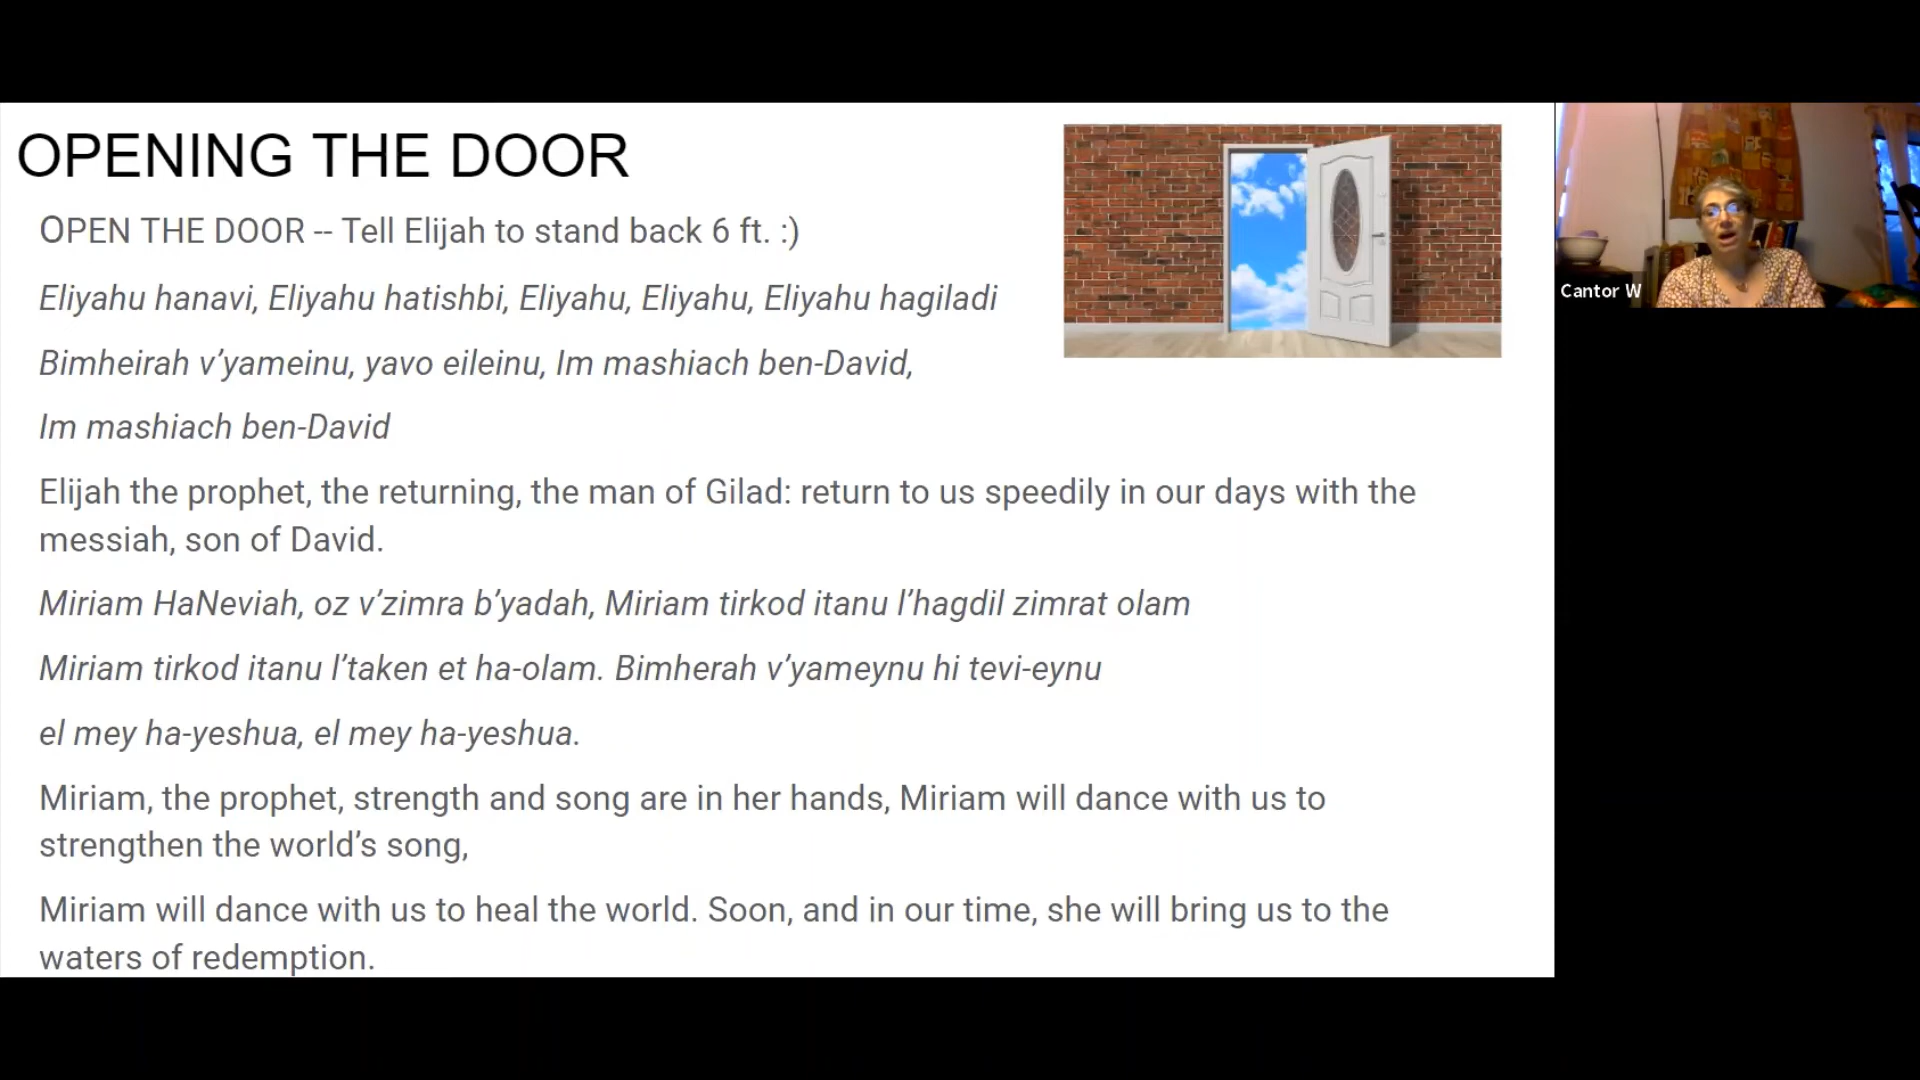 OPENING THE DOOR
OPEN THE DOOR -- Tell Elijah to stand back 6 ft. :)
Eliyahu hanavi, Eliyahu hatishbi, Eliyahu, Eliyahu, Eliyahu hagiladi
Bimheirah v’yameinu, yavo eileinu, Im mashiach ben-David,
Im mashiach ben-David
Elijah the prophet, the returning, the man of Gilad: return to us speedily in our days with the
messiah, son of David.
Miriam HaNeviah, oz v’zimra b’yadah, Miriam tirkod itanu l’hagdil zimrat olam
Miriam tirkod itanu l’taken et ha-olam. Bimherah v’yameynu hi tevi-eynu
el mey ha-yeshua, el mey ha-yeshua.
Miriam, the prophet, strength and song are in her hands, Miriam will dance with us to
strengthen the world’s song,
Miriam will dance with us to heal the world. Soon, and in our time, she will bring us to the
waters of redemption.
Cantor W